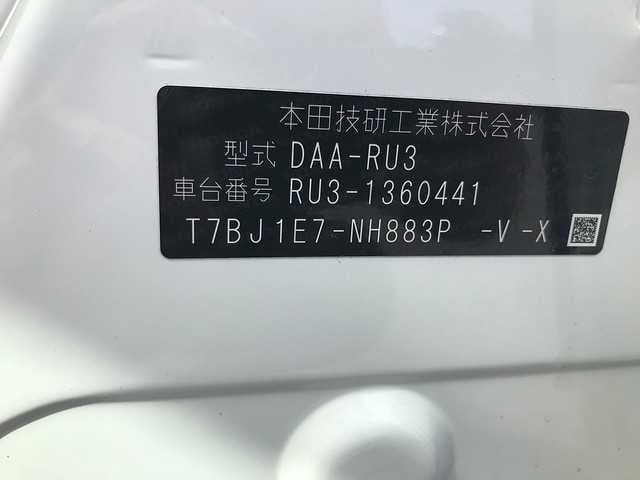 本田技研工業株式会社
型式 DAA-RU3
車台番号 RU3-1360441
T7BJ1E7-NH883P -V -X